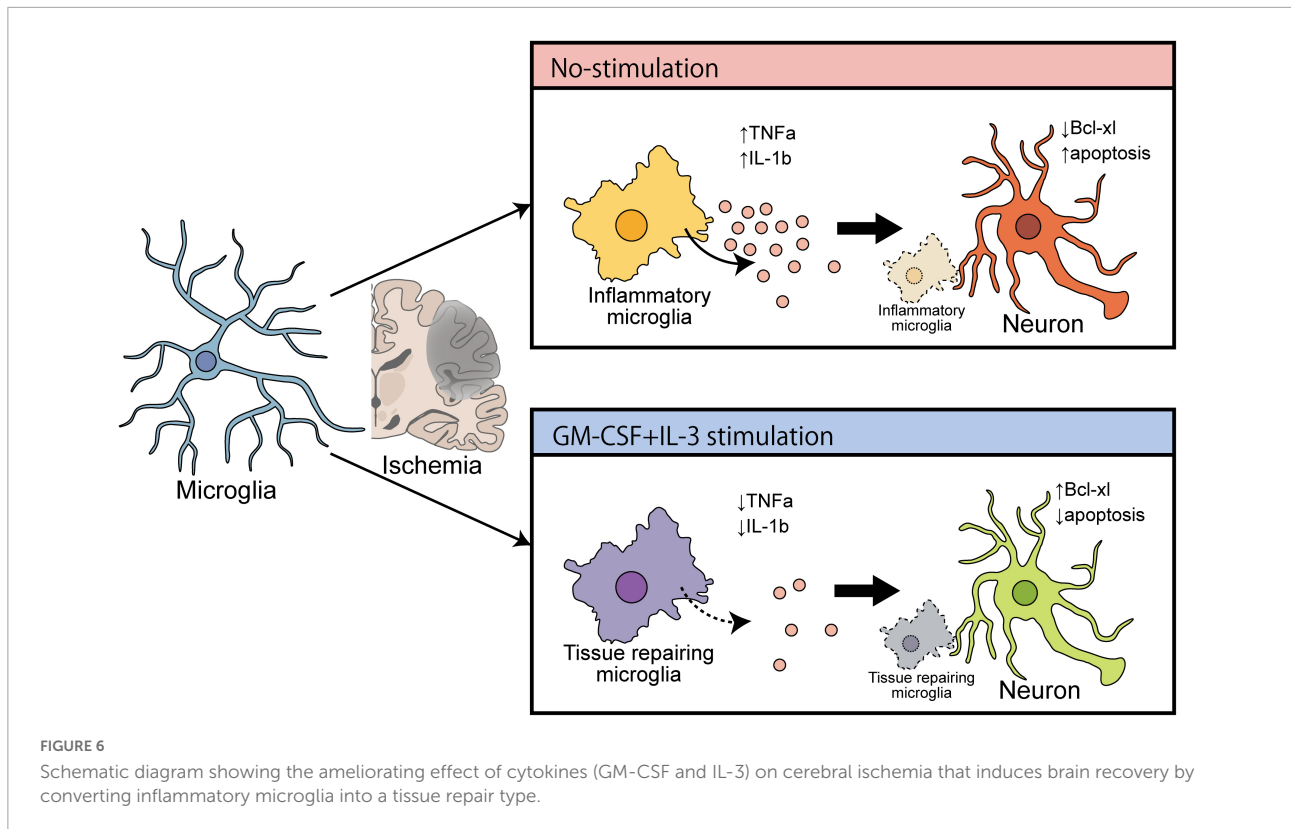 No-stimulation
↑TNFa
↑IL-1b
↓Bcl-xl
↑apoptosis
Inflammatory
microglia
Inflammatory
microglia
Neuron
Microglia
Ischemia
GM-CSF+IL-3 stimulation
↓TNFa
↓IL-1b
↑Bcl-xl
↓apoptosis
Tissue repairing
microglia
Tissue repairing
microglia
Neuron
FIGURE 6
Schematic diagram showing the ameliorating effect of cytokines (GM-CSF and IL-3) on cerebral ischemia that induces brain recovery by
converting inflammatory microglia into a tissue repair type.